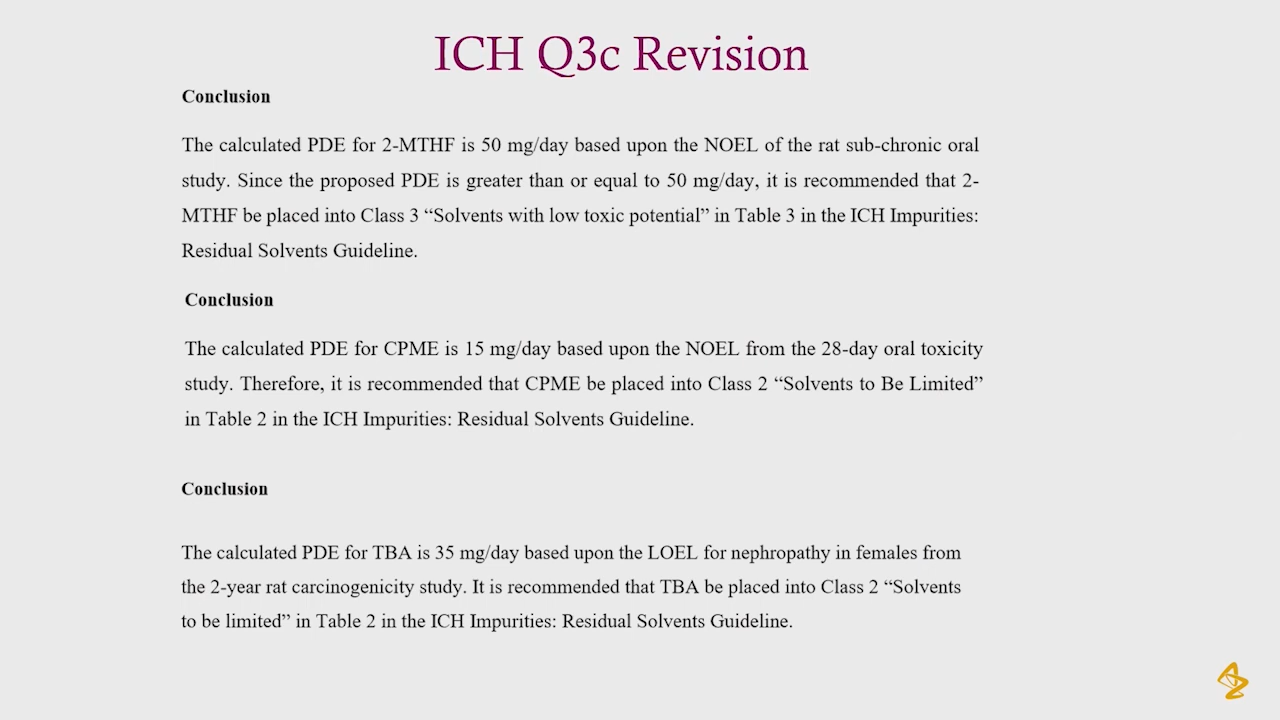 ICH Q3c Revision
Conclusion
The calculated PDE for 2-MTHF is 50 mg/day based upon the NOEL of the rat sub-chronic oral
study. Since the proposed PDE is greater than or equal to 50 mg/day, it is recommended that 2-
MTHF be placed into Class 3 “Solvents with low toxic potential” in Table 3 in the ICH Impurities:
Residual Solvents Guideline.
Conclusion
The calculated PDE for CPME is 15 mg/day based upon the NOEL from the 28-day oral toxicity
study. Therefore, it is recommended that CPME be placed into Class 2 “Solvents to Be Limited”
in Table 2 in the ICH Impurities: Residual Solvents Guideline.
Conclusion
The calculated PDE for TBA is 35 mg/day based upon the LOEL for nephropathy in females from
the 2-year rat carcinogenicity study. It is recommended that TBA be placed into Class 2 “Solvents
to be limited” in Table 2 in the ICH Impurities: Residual Solvents Guideline.